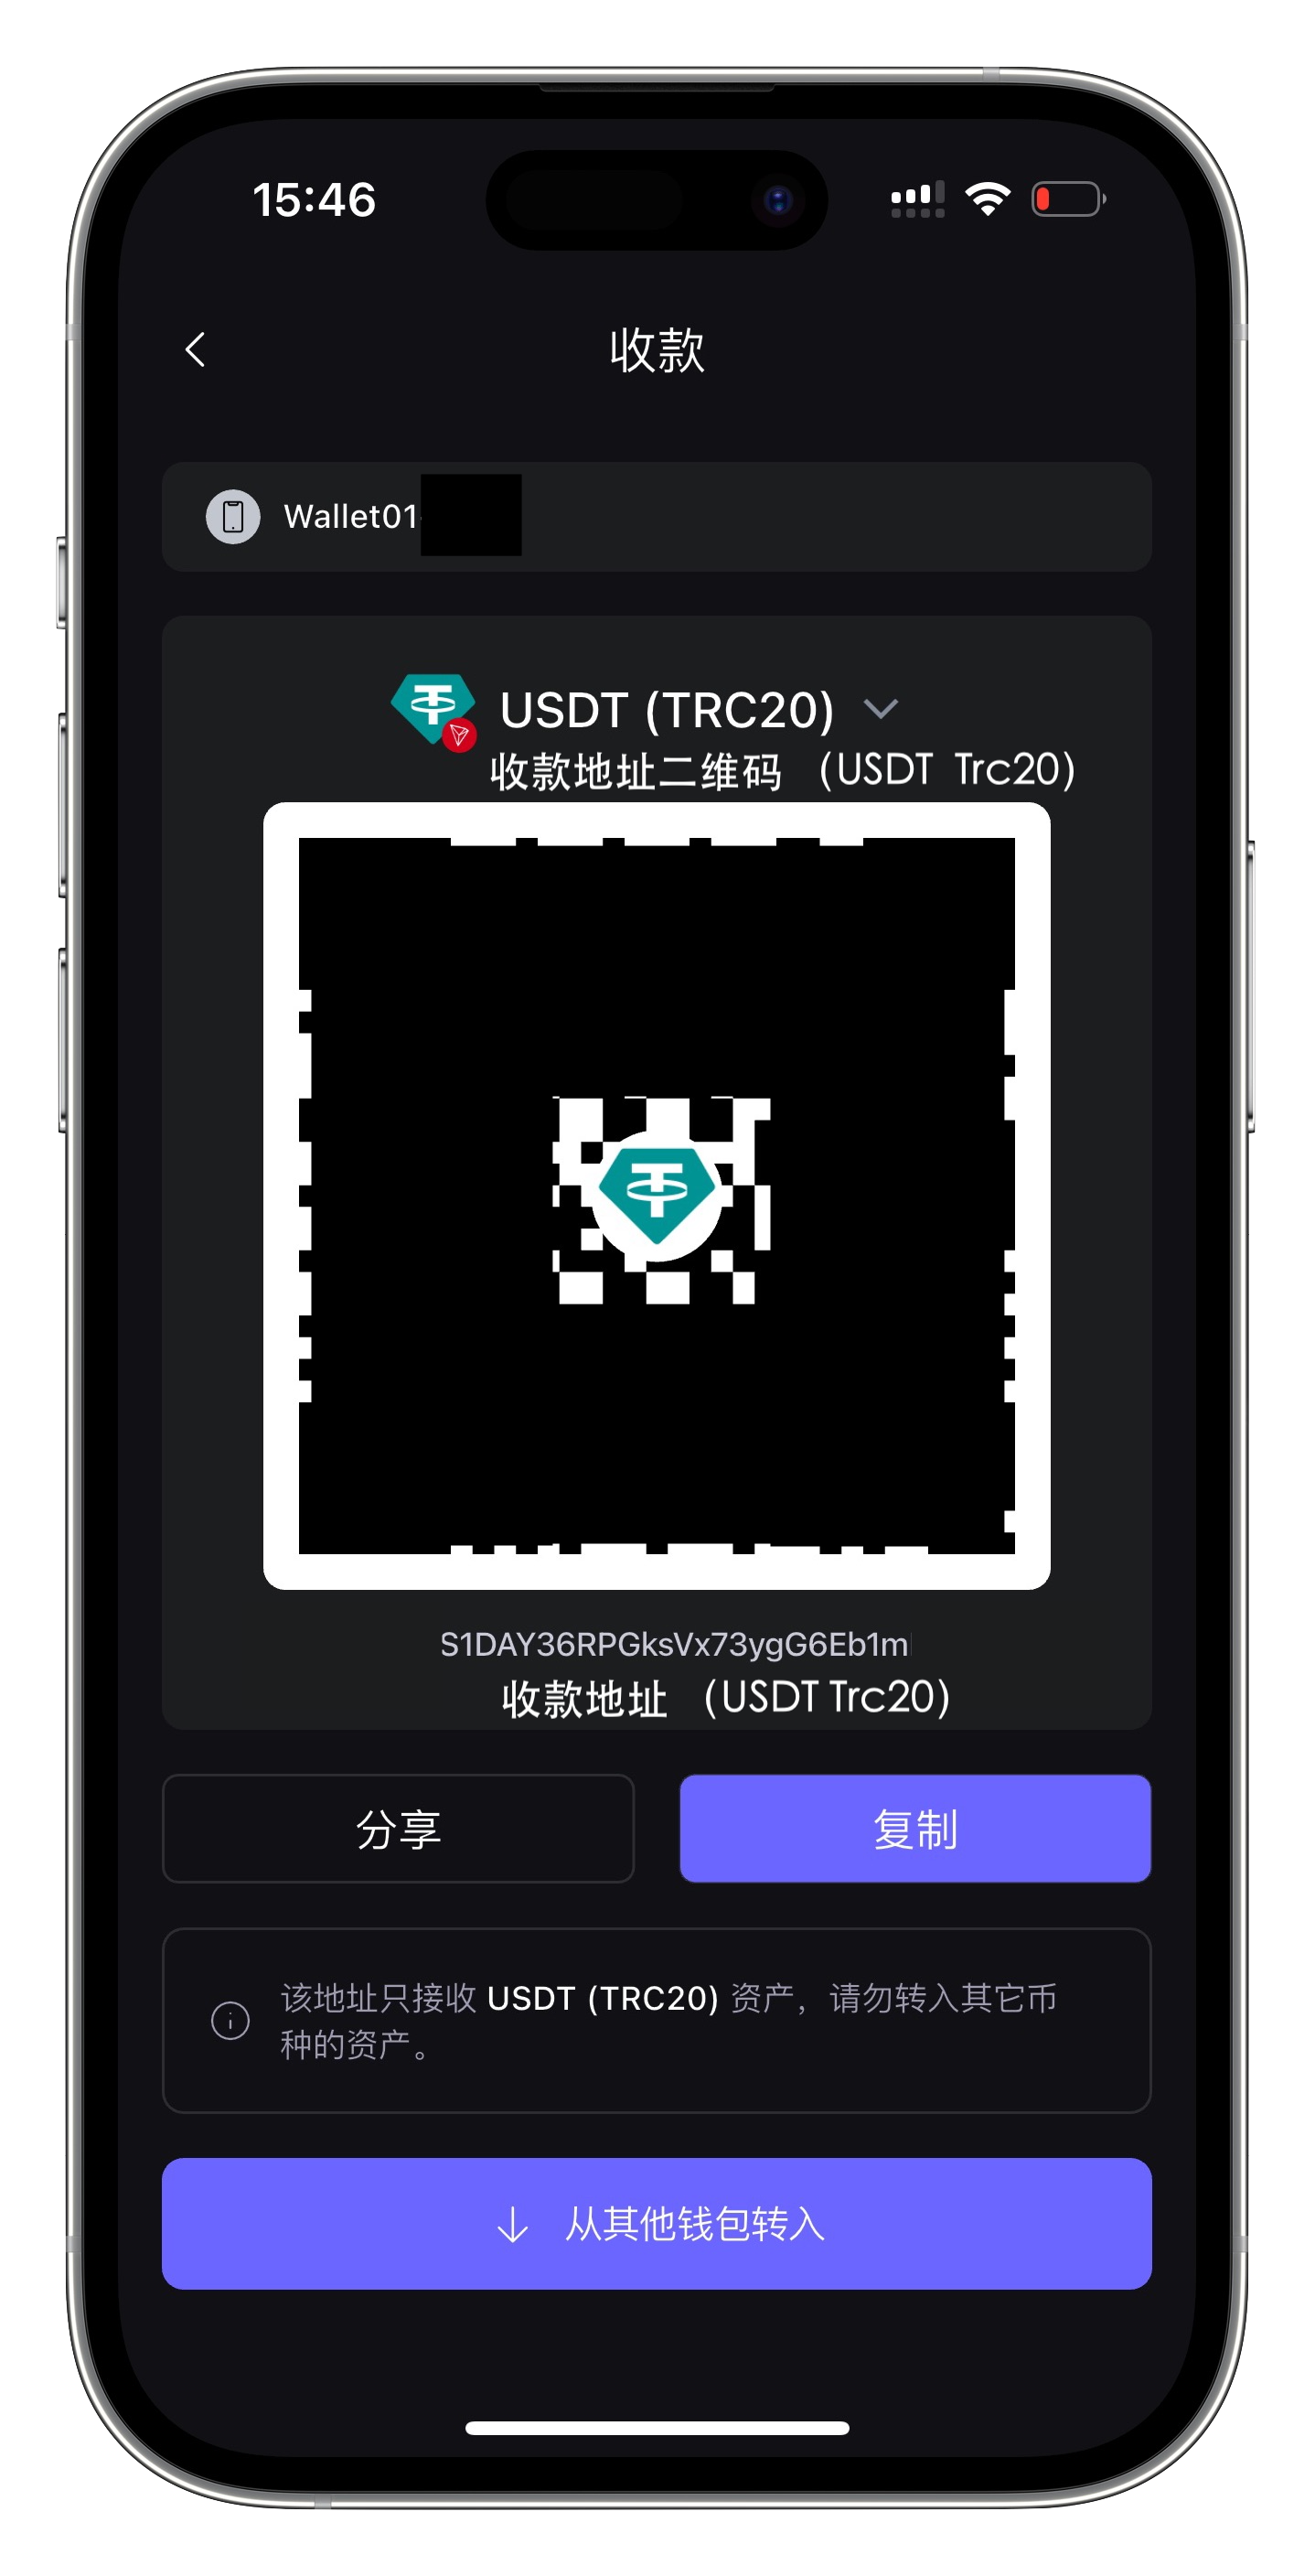 15:46
收款
Wallet01
USDT (TRC20)
收款地址二维码 （USDT Trc20）
S1DAY36RPGksVx73ygG6Eb1m
收款地址 （USDT Trc20）
分享
复制
该地址只接收 USDT (TRC20) 资产，请勿转入其它币
种的资产。
从其他钱包转入